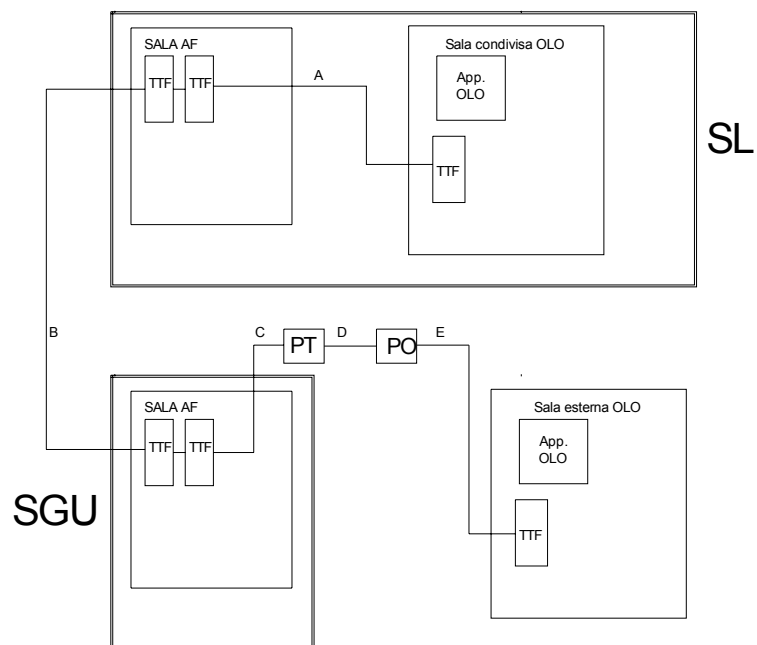 SALA AF
Sala condivisa OLO
TTF
TTF
A
App.
OLO
TTF
SL
B
C
PT
D
PO
E
SALA AF
Sala esterna OLO
TTF
TTF
App.
OLO
SGU
TTF